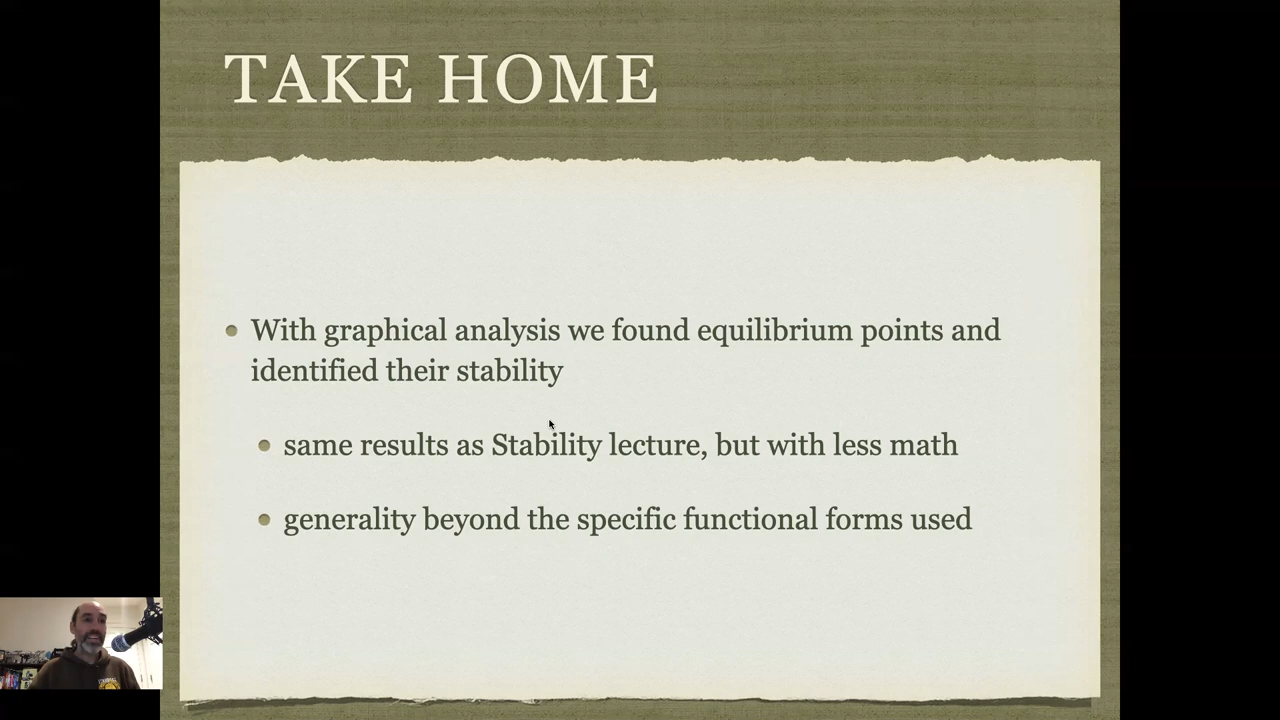 TAKE HOME
With graphical analysis we found equilibrium points and
identified their stability
same results as Stability lecture, but with less math
generality beyond the specific functional forms used